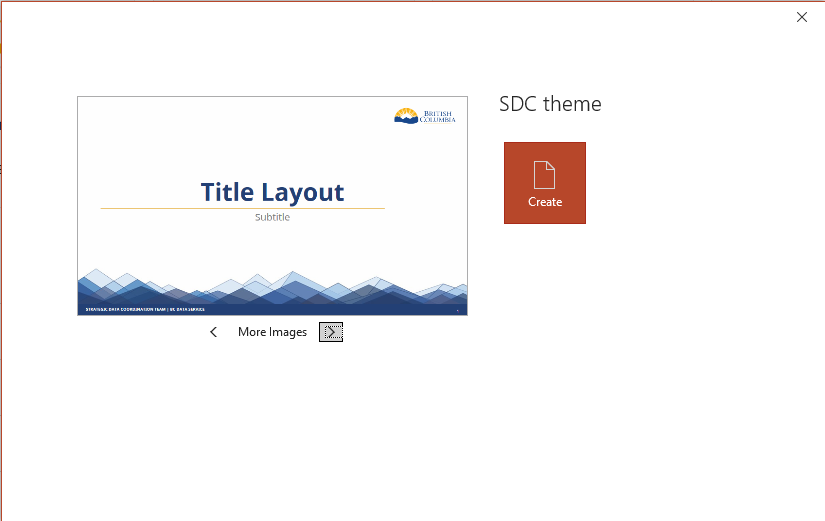 SDC theme
BRITISH
COLUMBIA
Title Layout
Subtitle
Create
STRATEGIC DATA COORDINATION TEAM | BC DATA SERVICE
More Images